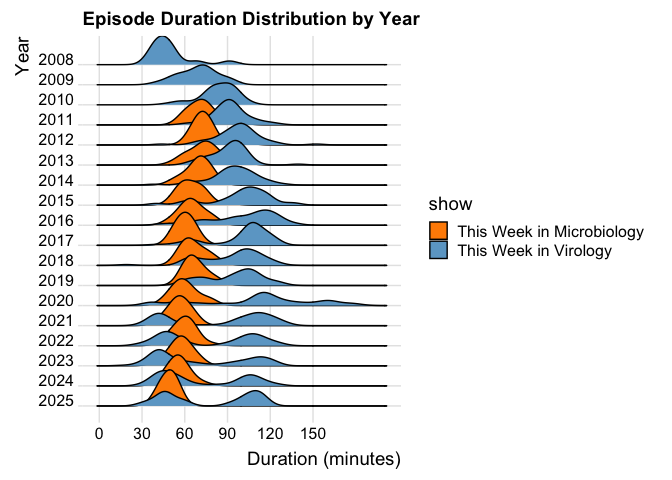 Episode Duration Distribution by Year
Year
2008
2009
2010
2011
2012
2013
2014
2015
2016
2017
2018
2019
2020
2021
2022
2023
2024
2025
0 30 60 90 120 150
Duration (minutes)
show
This Week in Microbiology
This Week in Virology